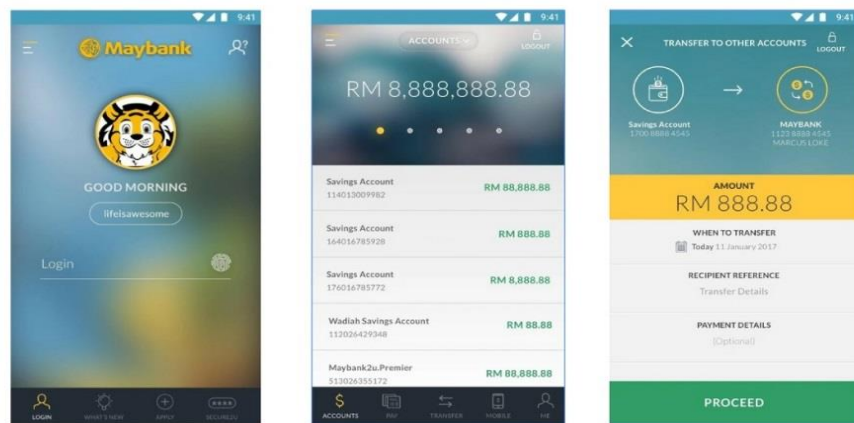 9:41
Maybank
GOOD MORNING
lifeisawesome
Login
LOGIN
WHAT'S NEW
APPLY
SECURE2U
9:41
ACCOUNTS
LOGOUT
RM 8,888,888.88
Savings Account
114013009982
RM 88,888.88
Savings Account
164016785928
RM 888.88
Savings Account
176016785772
RM 8,888.88
Wadiah Savings Account
112026429348
RM 88.88
Maybank2u.Premier
513026355172
RM 88,888.88
ACCOUNTS
PAY
TRANSFER
MOBILE
ME
9:41
TRANSFER TO OTHER ACCOUNTS
LOGOUT
Savings Account
1700 8888 4545
MAYBANK
1123 8888 4545
MARCUS LOKE
AMOUNT
RM 888.88
WHEN TO TRANSFER
Today 11 January 2017
RECIPIENT REFERENCE
Transfer Details
PAYMENT DETAILS
(Optional)
PROCEED